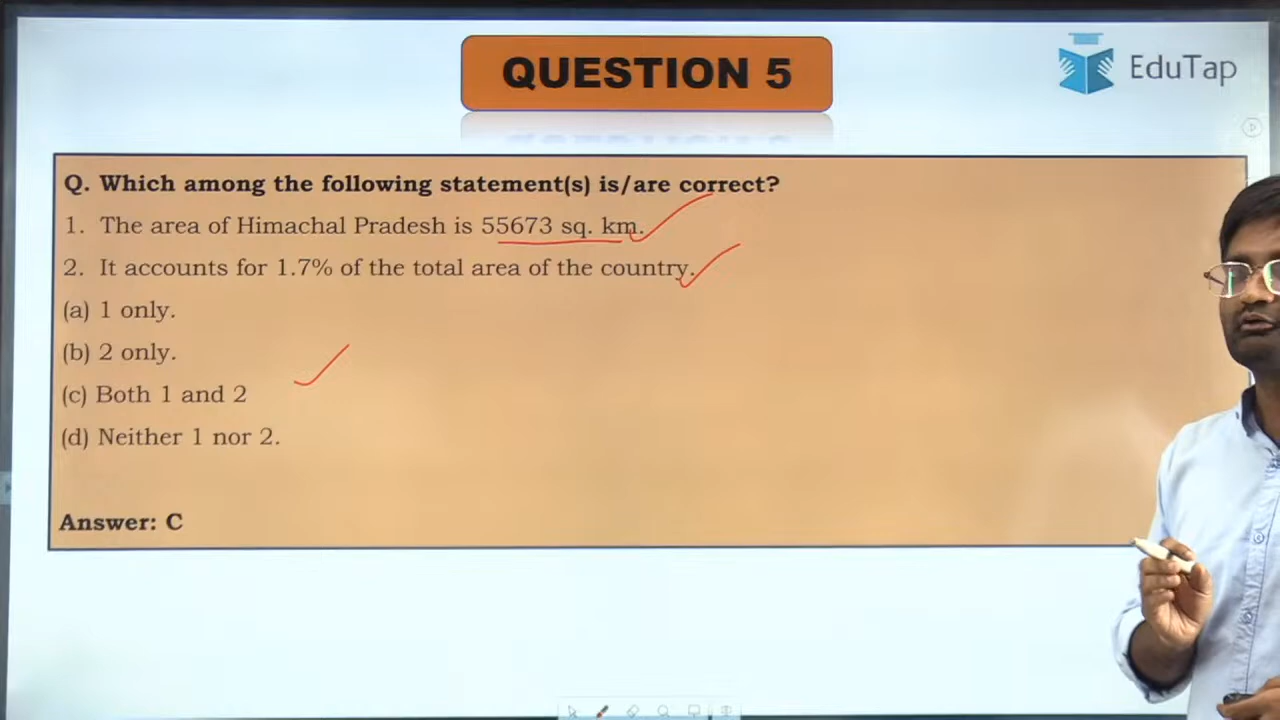 QUESTION 5
EduTap
Q. Which among the following statement(s) is/are correct?
1. The area of Himachal Pradesh is 55673 sq. km.
2. It accounts for 1.7% of the total area of the country.
(a) 1 only.
(b) 2 only.
(c) Both 1 and 2
(d) Neither 1 nor 2.
Answer: C